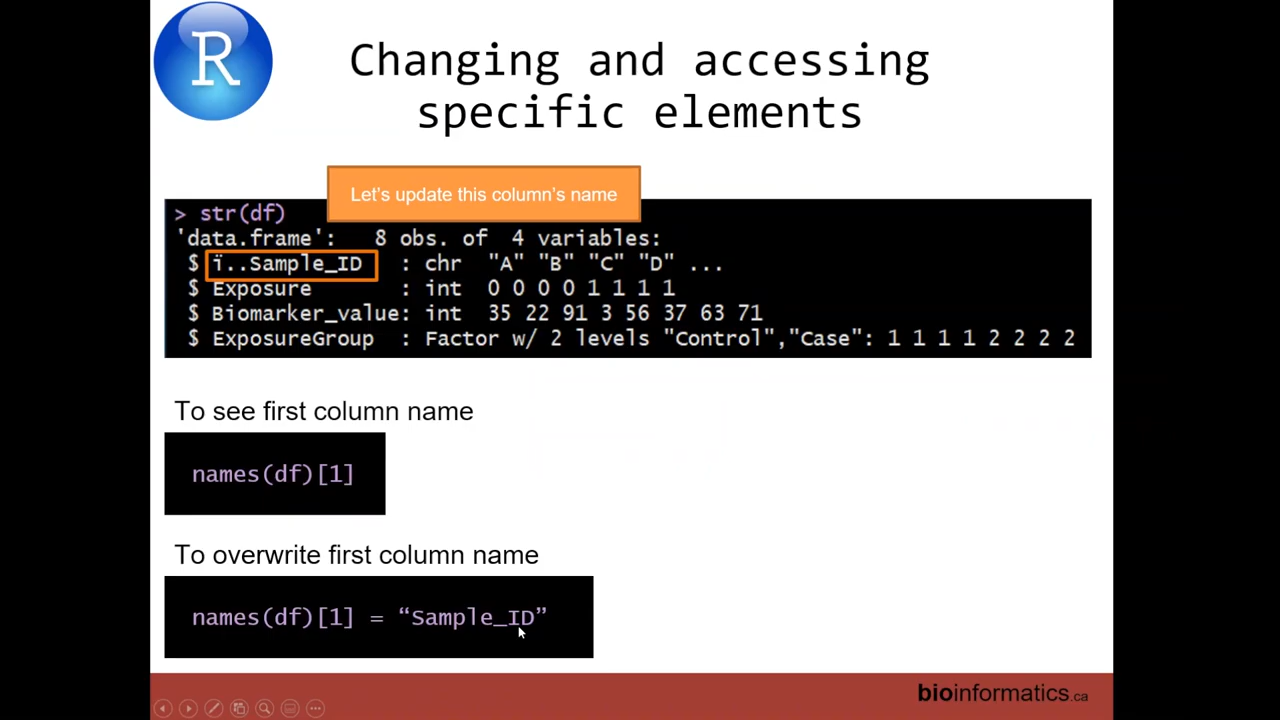 R
Changing and accessing
specific elements
Let's update this column's name
> str(df)
'data.frame': 8 obs. of 4 variables:
$ ï..Sample_ID : chr "A" "B" "C" "D" ...
$ Exposure : int 0 0 0 0 1 1 1 1
$ Biomarker_value: int 35 22 91 3 56 37 63 71
$ ExposureGroup : Factor w/ 2 levels "Control","Case": 1 1 1 1 2 2 2 2
To see first column name
names(df)[1]
To overwrite first column name
names(df)[1] = “Sample_ID”
bioinformatics.ca